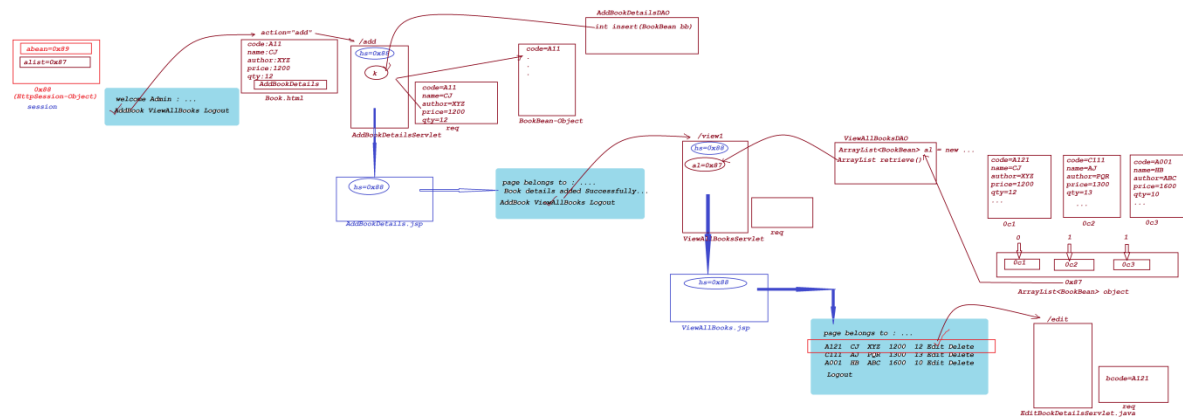 abean=0x89
alist=0x87
0x88
(HttpSession-Object)
session
welcome Admin : ...
AddBook ViewAllBooks Logout
action="add"
code:A11
name:CJ
author:XYZ
price:1200
qty:12
AddBookDetails
Book.html
/add
hs=0x88
k
AddBookDetailsServlet
code=A11
name=CJ
author=XYZ
price=1200
qty=12
req
code=A11
.
.
.
BookBean-Object
AddBookDetailsDAO
int insert(BookBean bb)
hs=0x88
AddBookDetails.jsp
page belongs to : ....
Book details added Successfully...
AddBook ViewAllBooks Logout
/view1
hs=0x88
al=0x87
ViewAllBooksServlet
req
ViewAllBooksDAO
ArrayList<BookBean> al = new ...
ArrayList retrieve()
code=A121
name=CJ
author=XYZ
price=1200
qty=12
...
0c1
code=C111
name=AJ
author=PQR
price=1300
qty=13
...
0c2
code=A001
name=HB
author=ABC
price=1600
qty=10
...
0c3
0 1 1
0c1 0c2 0c3
0x87
ArrayList<BookBean> object
hs=0x88
ViewAllBooks.jsp
page belongs to : ...
A121 CJ XYZ 1200 12 Edit Delete
C111 AJ PQR 1300 13 Edit Delete
A001 HB ABC 1600 10 Edit Delete
Logout
/edit
EditBookDetailsServlet.java
bcode=A121
req